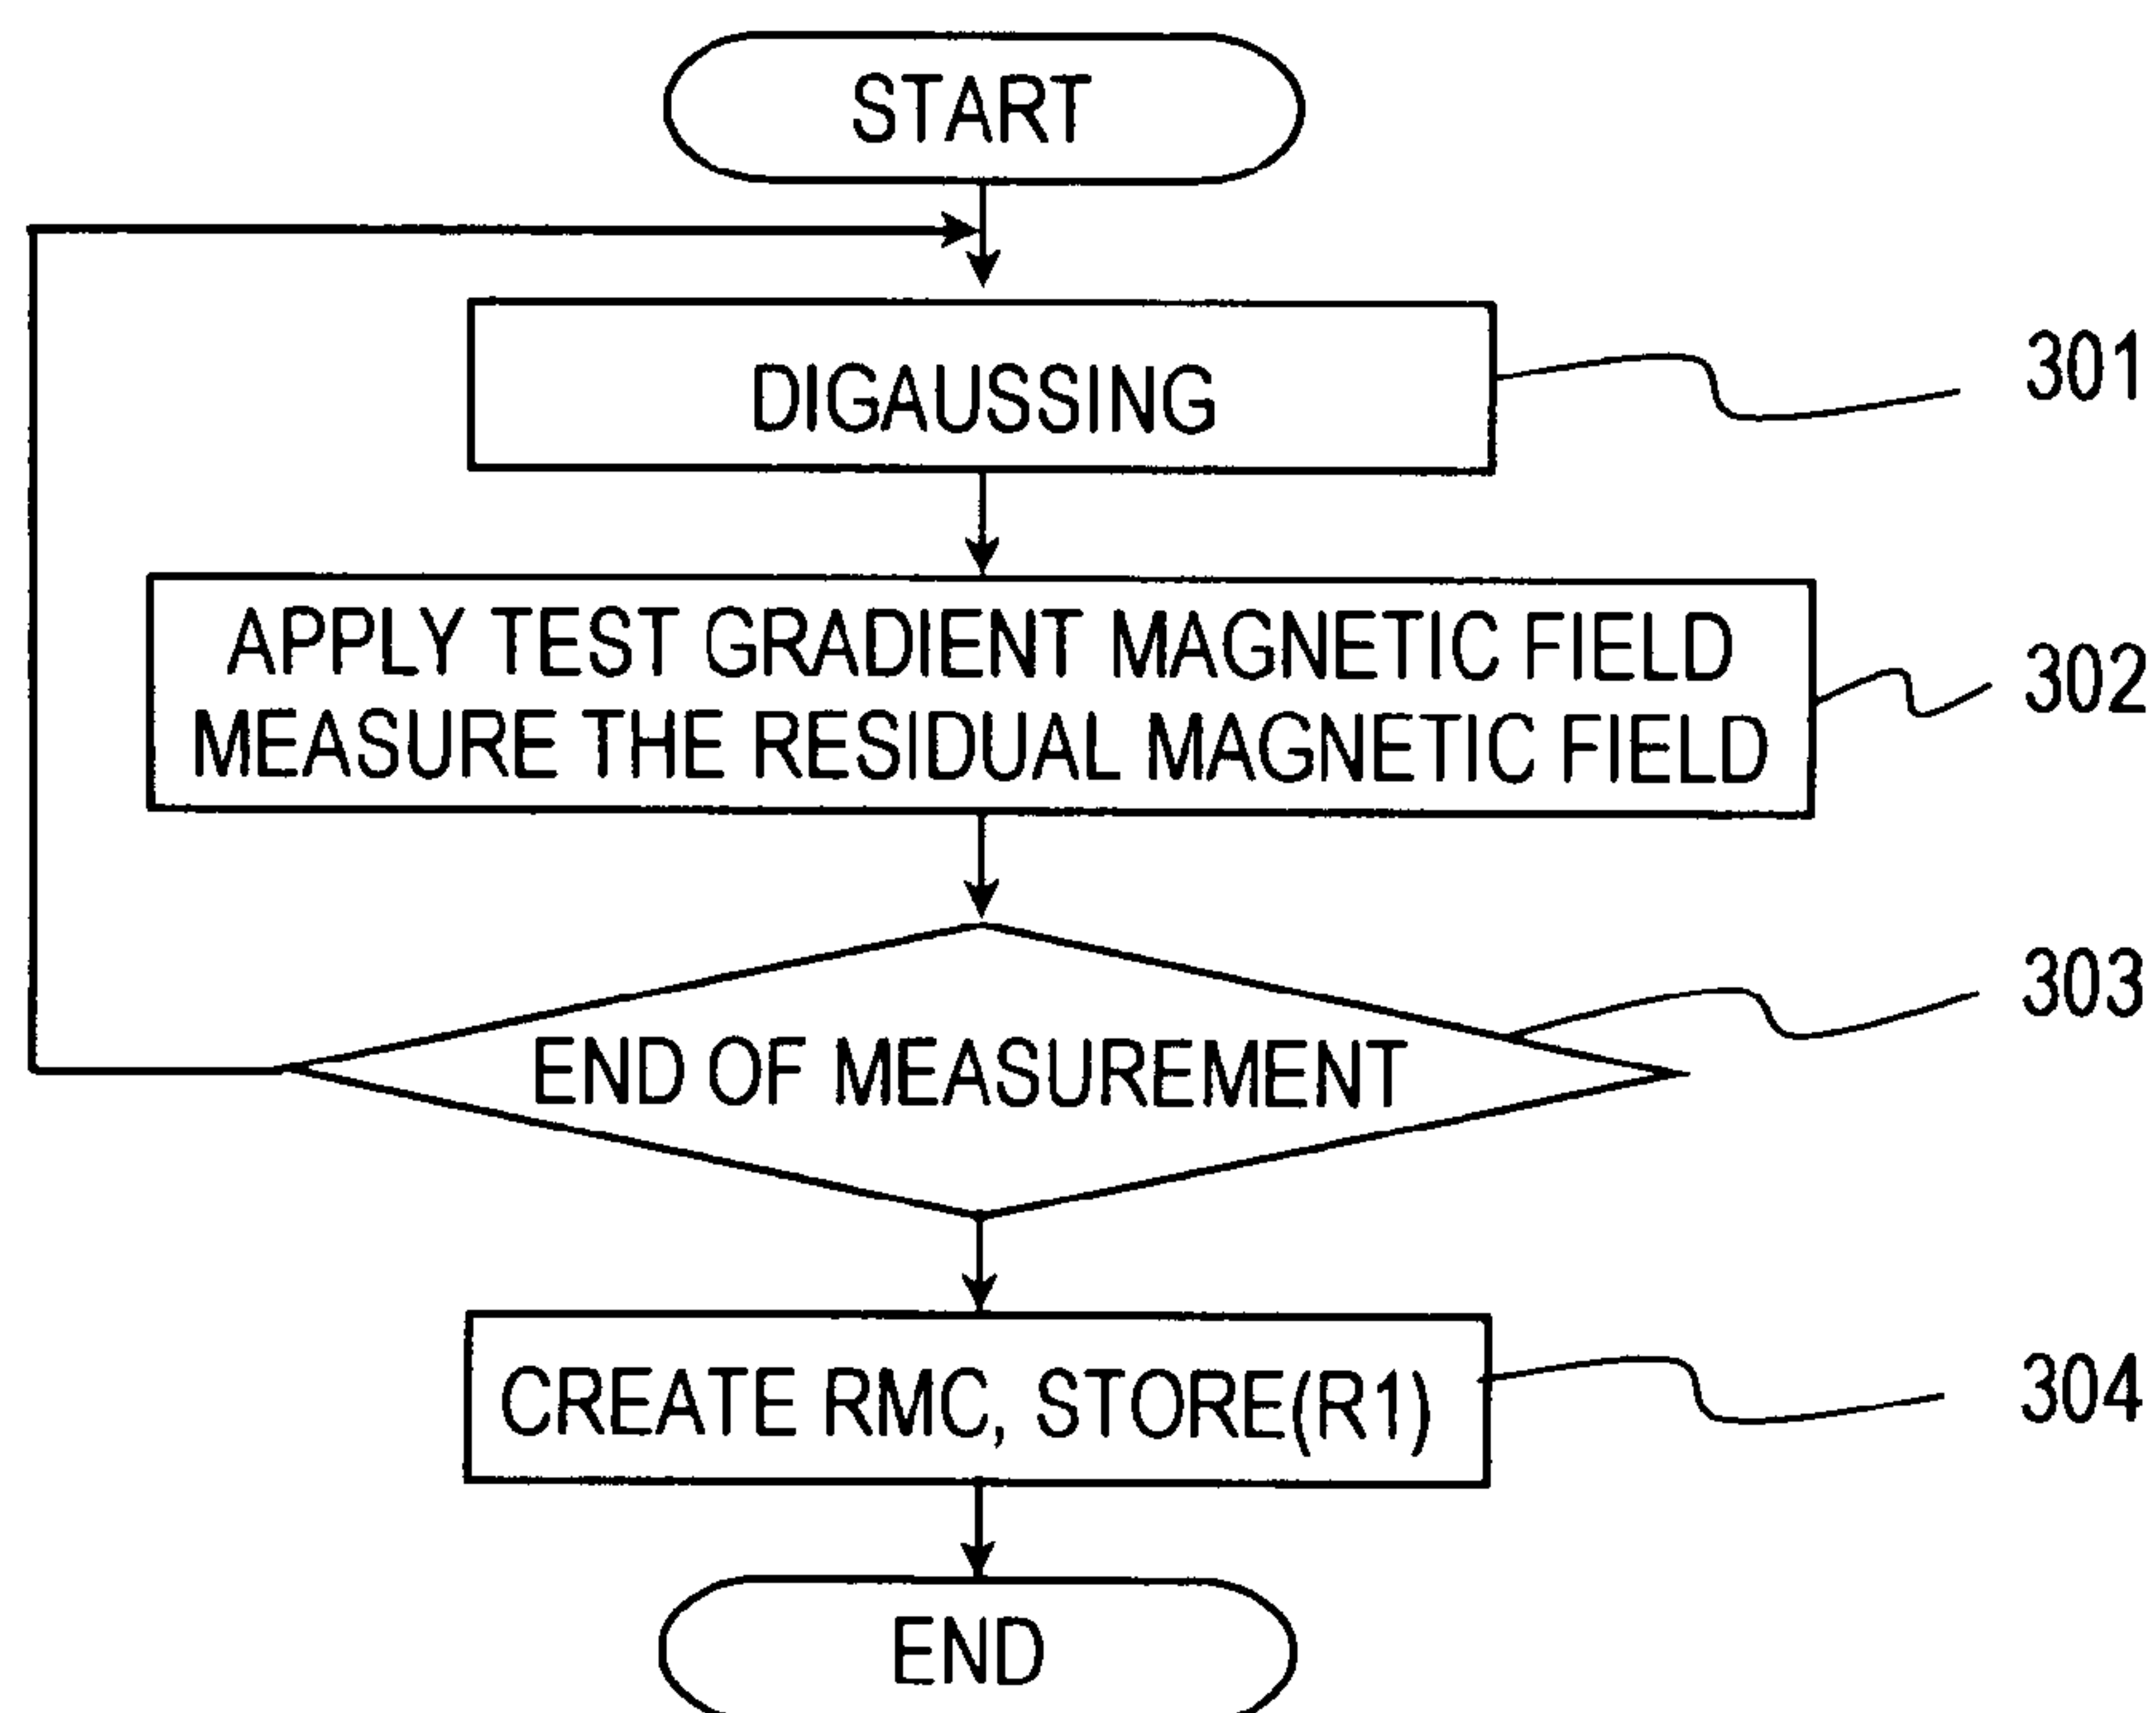 START
DIGAUSSING
301
APPLY TEST GRADIENT MAGNETIC FIELD
MEASURE THE RESIDUAL MAGNETIC FIELD
302
303
END OF MEASUREMENT
CREATE RMC, STORE(R1)
304
END